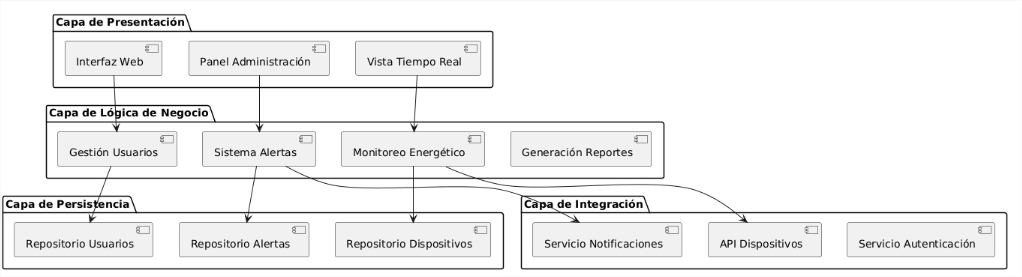 Capa de Presentación
Interfaz Web
Panel Administración
Vista Tiempo Real
Capa de Lógica de Negocio
Gestión Usuarios
Sistema Alertas
Monitoreo Energético
Generación Reportes
Capa de Persistencia
Repositorio Usuarios
Repositorio Alertas
Repositorio Dispositivos
Capa de Integración
Servicio Notificaciones
API Dispositivos
Servicio Autenticación